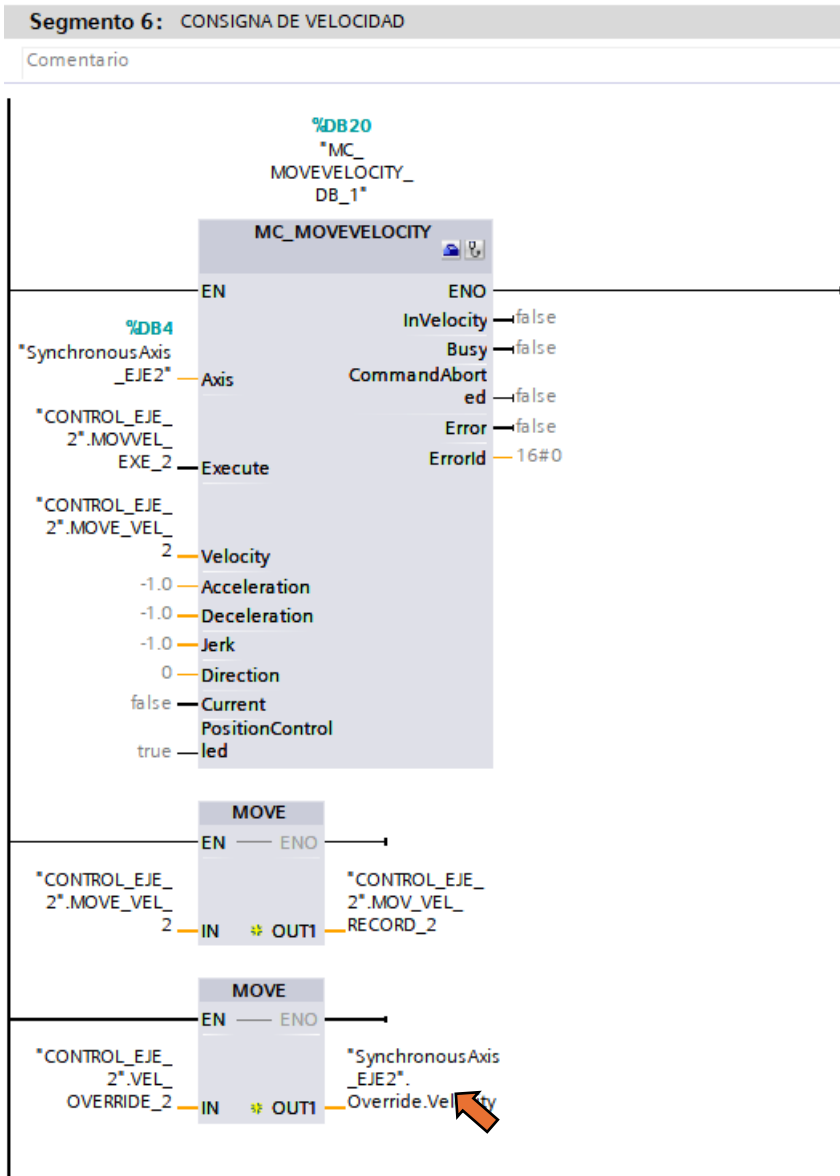 Segmento 6: CONSIGNA DE VELOCIDAD
Comentario
%DB20
"MC_
MOVEVELOCITY_
DB_1"
MC_MOVEVELOCITY
EN
ENO
InVelocity
false
%DB4
"SynchronousAxis
_EJE2"
Axis
Busy
false
CommandAbort
ed
false
"CONTROL_EJE_
2".MOVVEL_
EXE_2
Execute
Error
false
ErrorId
16#0
"CONTROL_EJE_
2".MOVE_VEL_
2
Velocity
-1.0
Acceleration
-1.0
Deceleration
-1.0
Jerk
0
Direction
false
Current
PositionControl
true
led
MOVE
EN
ENO
"CONTROL_EJE_
2".MOVE_VEL_
2
IN
OUT1
"CONTROL_EJE_
2".MOV_VEL_
RECORD_2
MOVE
EN
ENO
"CONTROL_EJE_
2".VEL_
OVERRIDE_2
IN
OUT1
"SynchronousAxis
_EJE2".
Override.Velocity